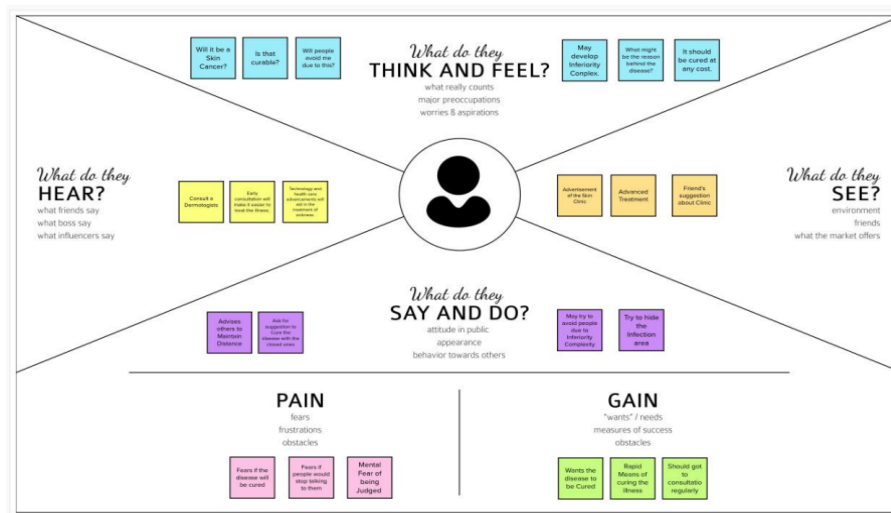 Will it be a
Skin
Cancer?
Is that
curable?
Will people
avoid me
due to this?
What do they
THINK AND FEEL?
what really counts
major preoccupations
worries & aspirations
May
develop
Inferiority
Conplex.
What might
be the reason
behind the
disease?
It should
be cured at
any cost.
What do they
HEAR?
what friends say
what boss say
what influencers say
Consult a
Dermotogists
Early
consultation will
make it easier to
treat the illness.
Technology and
health care
advancements will
aid in the
treatment of
sickness.
Advertisement
of the Skin
Clinic
Advanced
Treatment
Friend's
suggestion
about Clinic
What do they
SEE?
environment
friends
what the market offers
What do they
SAY AND DO?
attitude in public
appearance
behavior towards others
Advises
others to
Maintain
Distance
Ask for
suggestion to
Cure the
disease with the
closed ones
May try to
avoid people
due to
Inferiority
Complexity
Try to hide
the
Infection
area
PAIN
fears
frustrations
obstacles
Fears if the
disease will
be cured
Fears if
people would
stop talking
to them
Mental
Fear of
being
Judged
GAIN
"wants" / needs
measures of success
obstacles
Wants the
disease to
be Cured
Rapid
Means of
curing the
illness
Should got
to
consultatio
regularly